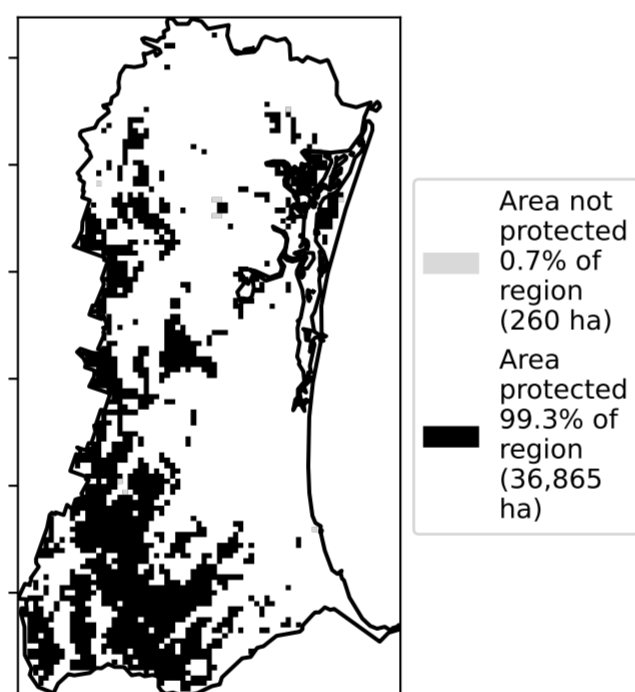 Area not
protected
0.7% of
region
(260 ha)
Area
protected
99.3% of
region
(36,865
ha)